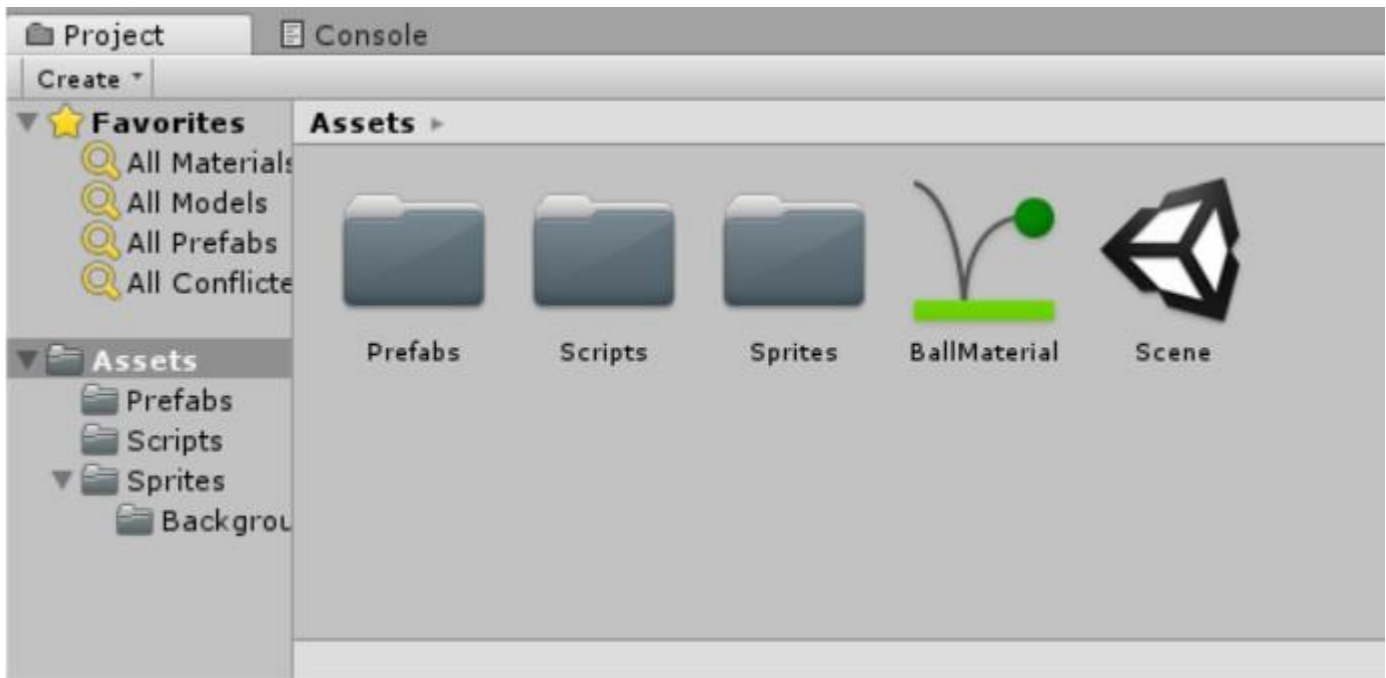 Project
Console
Create
Favorites
All Materials
All Models
All Prefabs
All Conflicte
Assets
Prefabs
Scripts
Sprites
Backgrou
Assets
Prefabs
Scripts
Sprites
BallMaterial
Scene